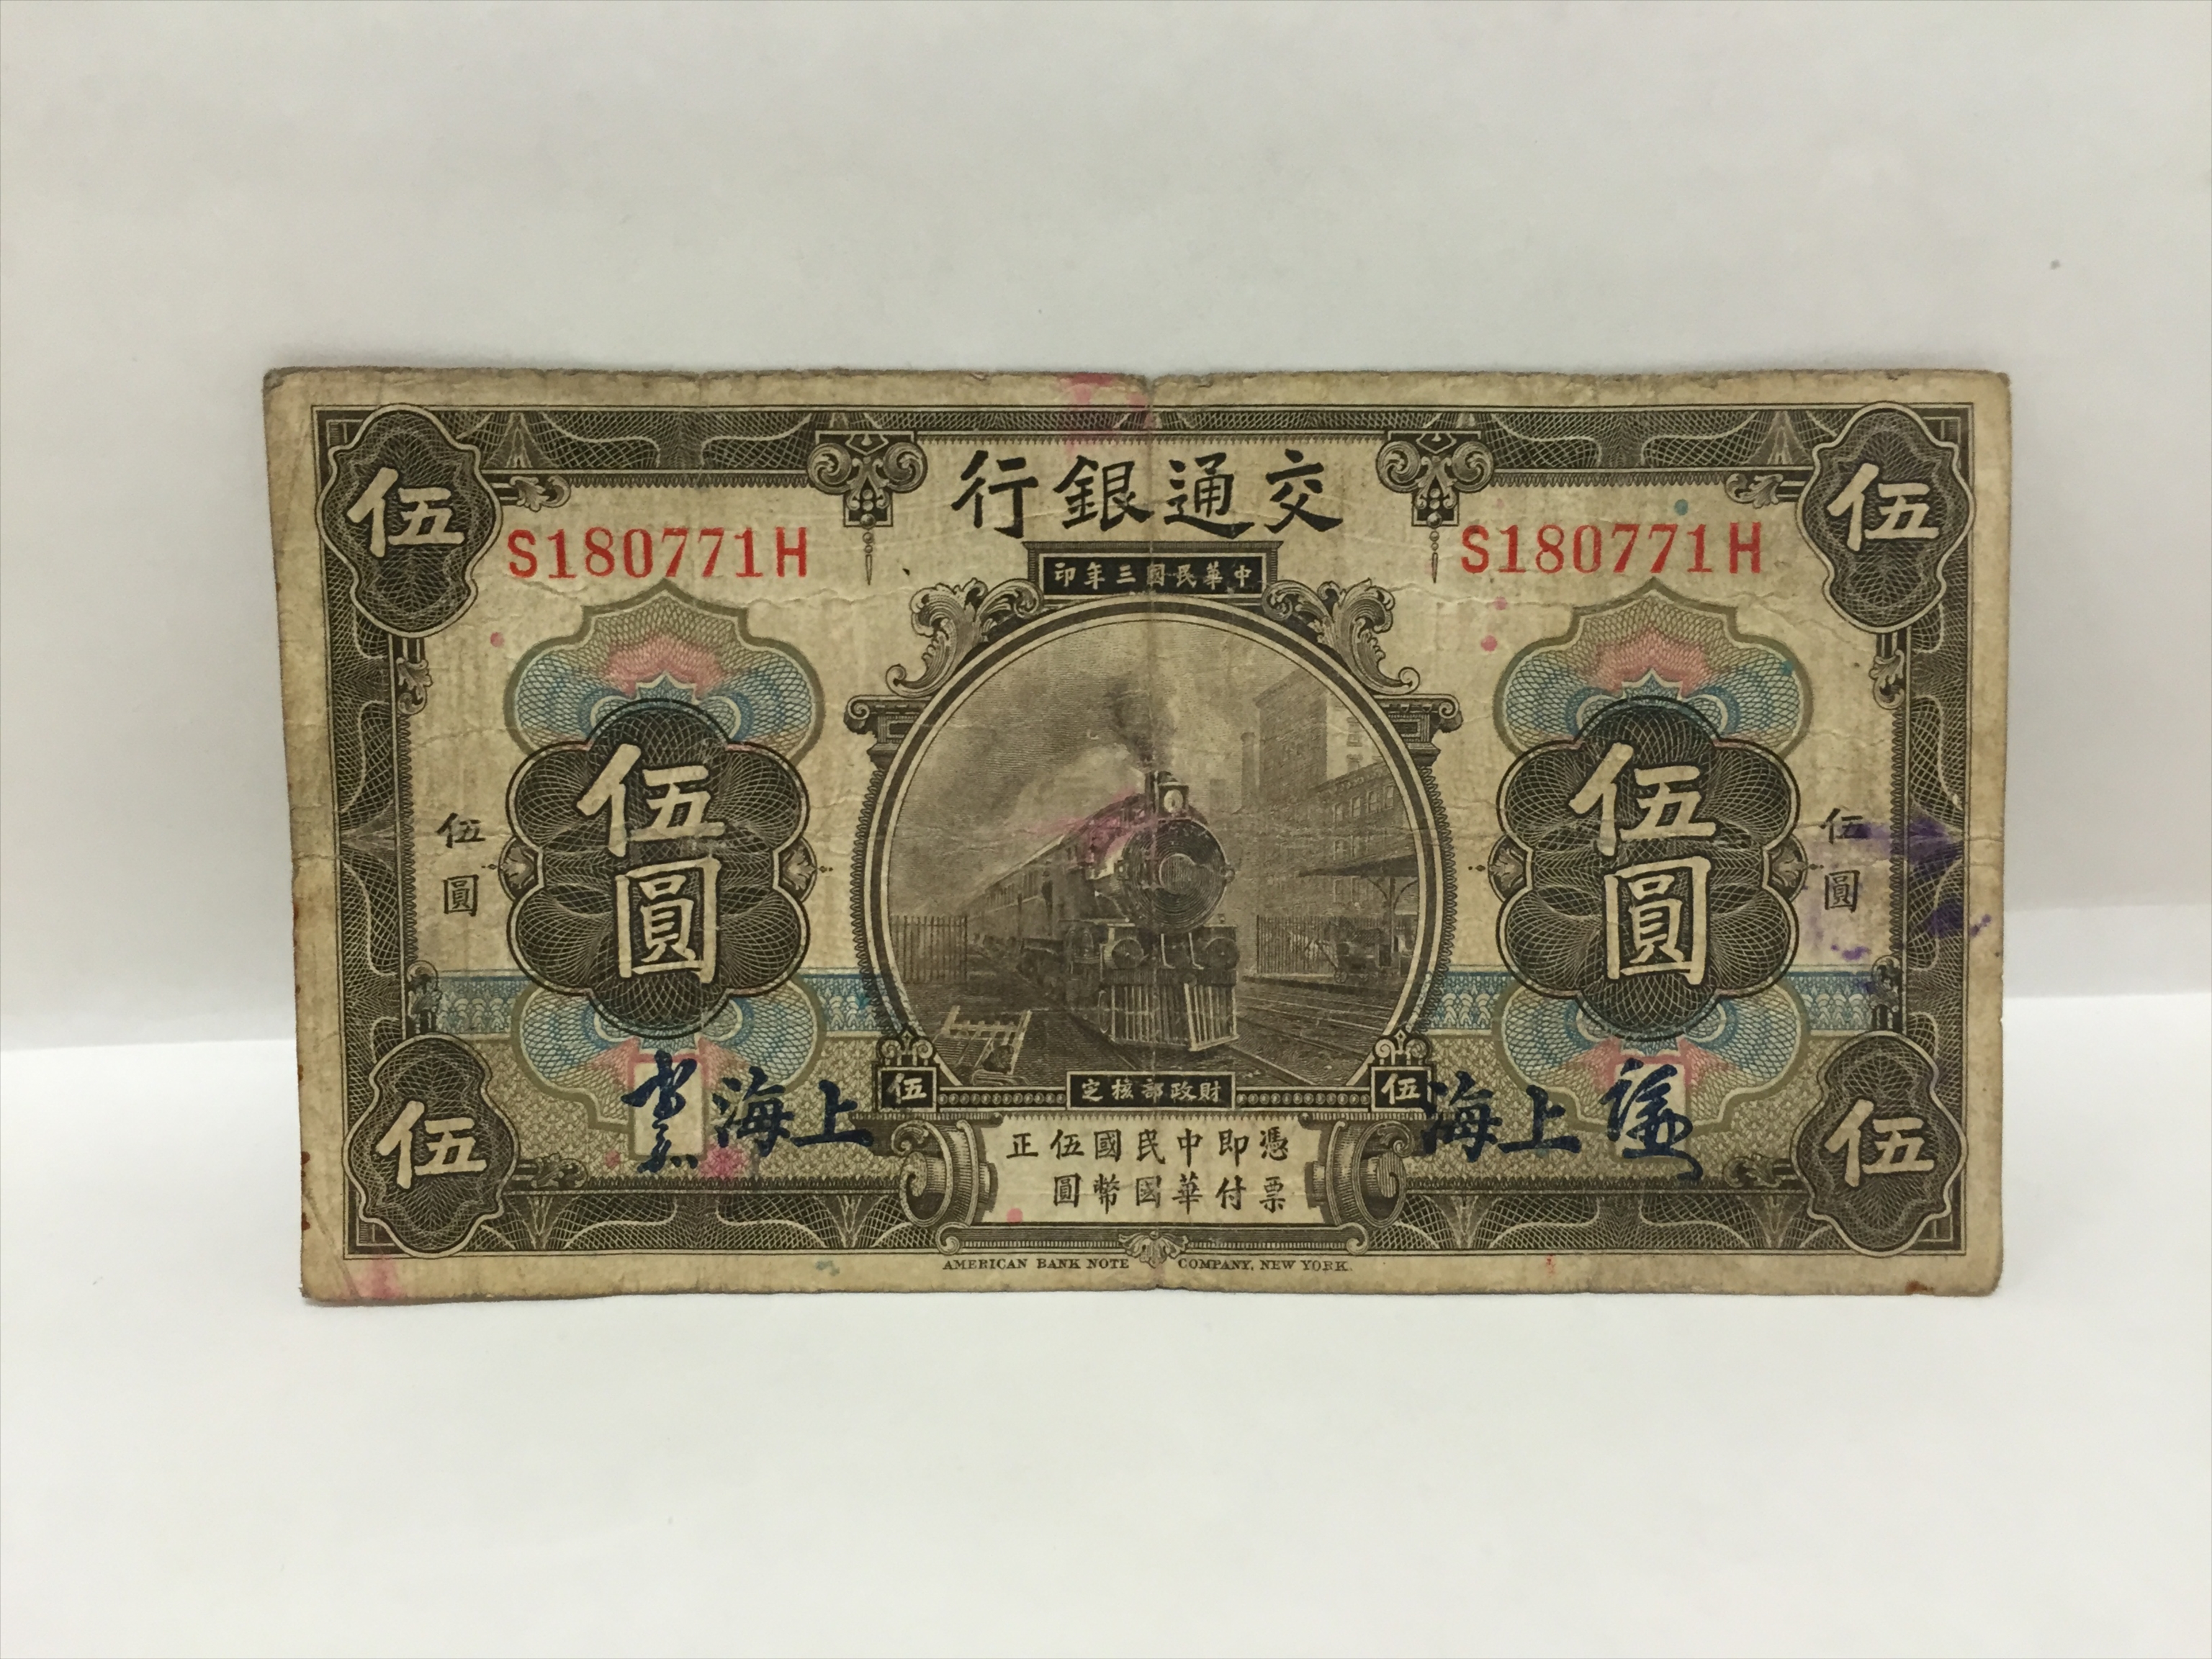 交通銀行
伍
伍
S180771H
S180771H
中華民國三年印
伍圓
伍圓
伍圓
伍圓
上海
伍
財政部核定
伍
上海
伍
憑票即付中華民國國幣伍圓正
伍
AMERICAN BANK NOTE COMPANY, NEW YORK.